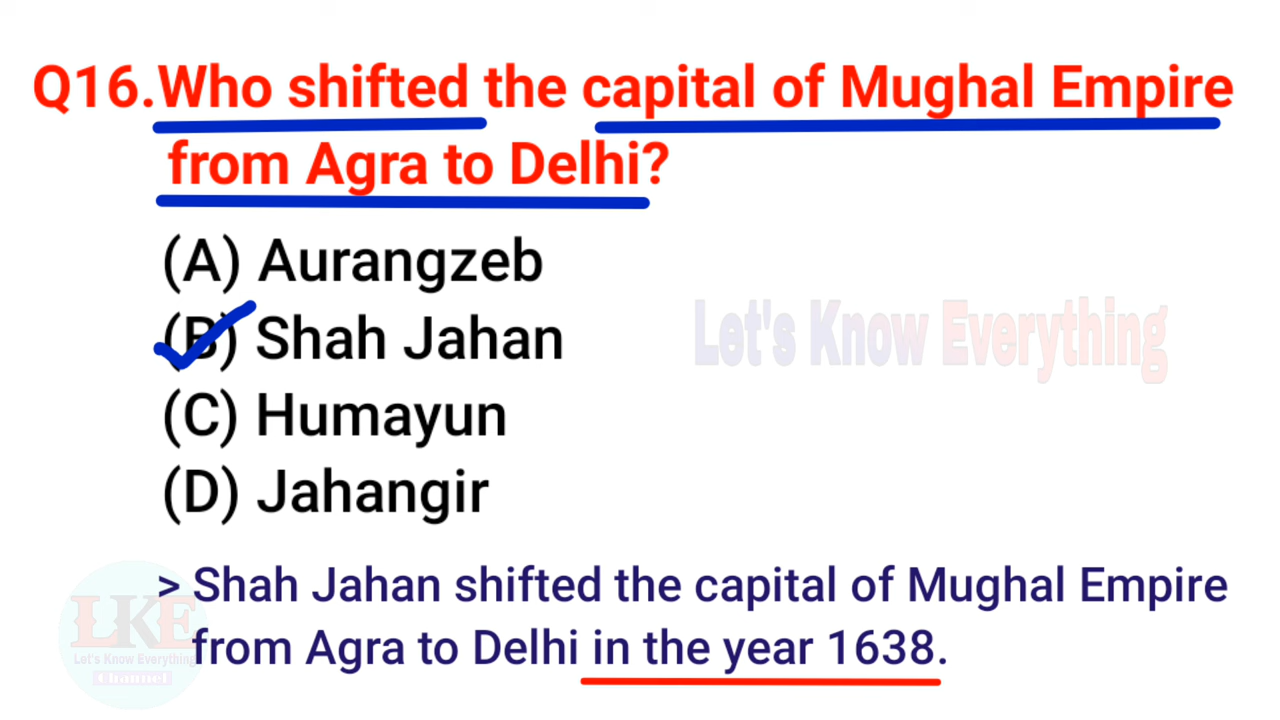 Q16.Who shifted the capital of Mughal Empire
from Agra to Delhi?
(A) Aurangzeb
(B) Shah Jahan
Let's Know Everything
(C) Humayun
(D) Jahangir
> Shah Jahan shifted the capital of Mughal Empire
from Agra to Delhi in the year 1638.
LKE
Let's Know Everything
Channel